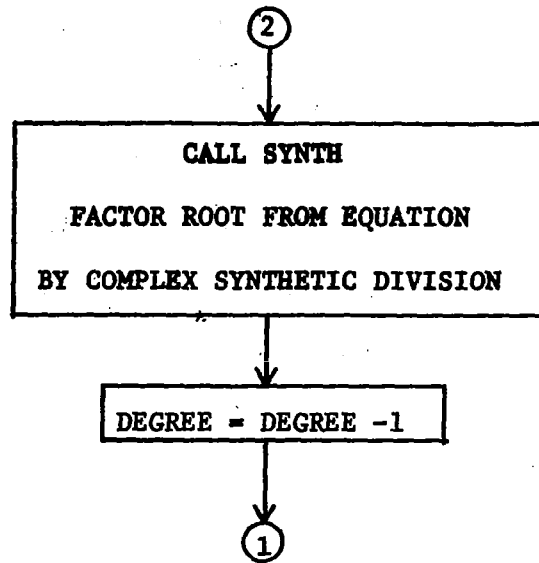 2
CALL SYNTH
FACTOR ROOT FROM EQUATION
BY COMPLEX SYNTHETIC DIVISION
DEGREE = DEGREE -1
1